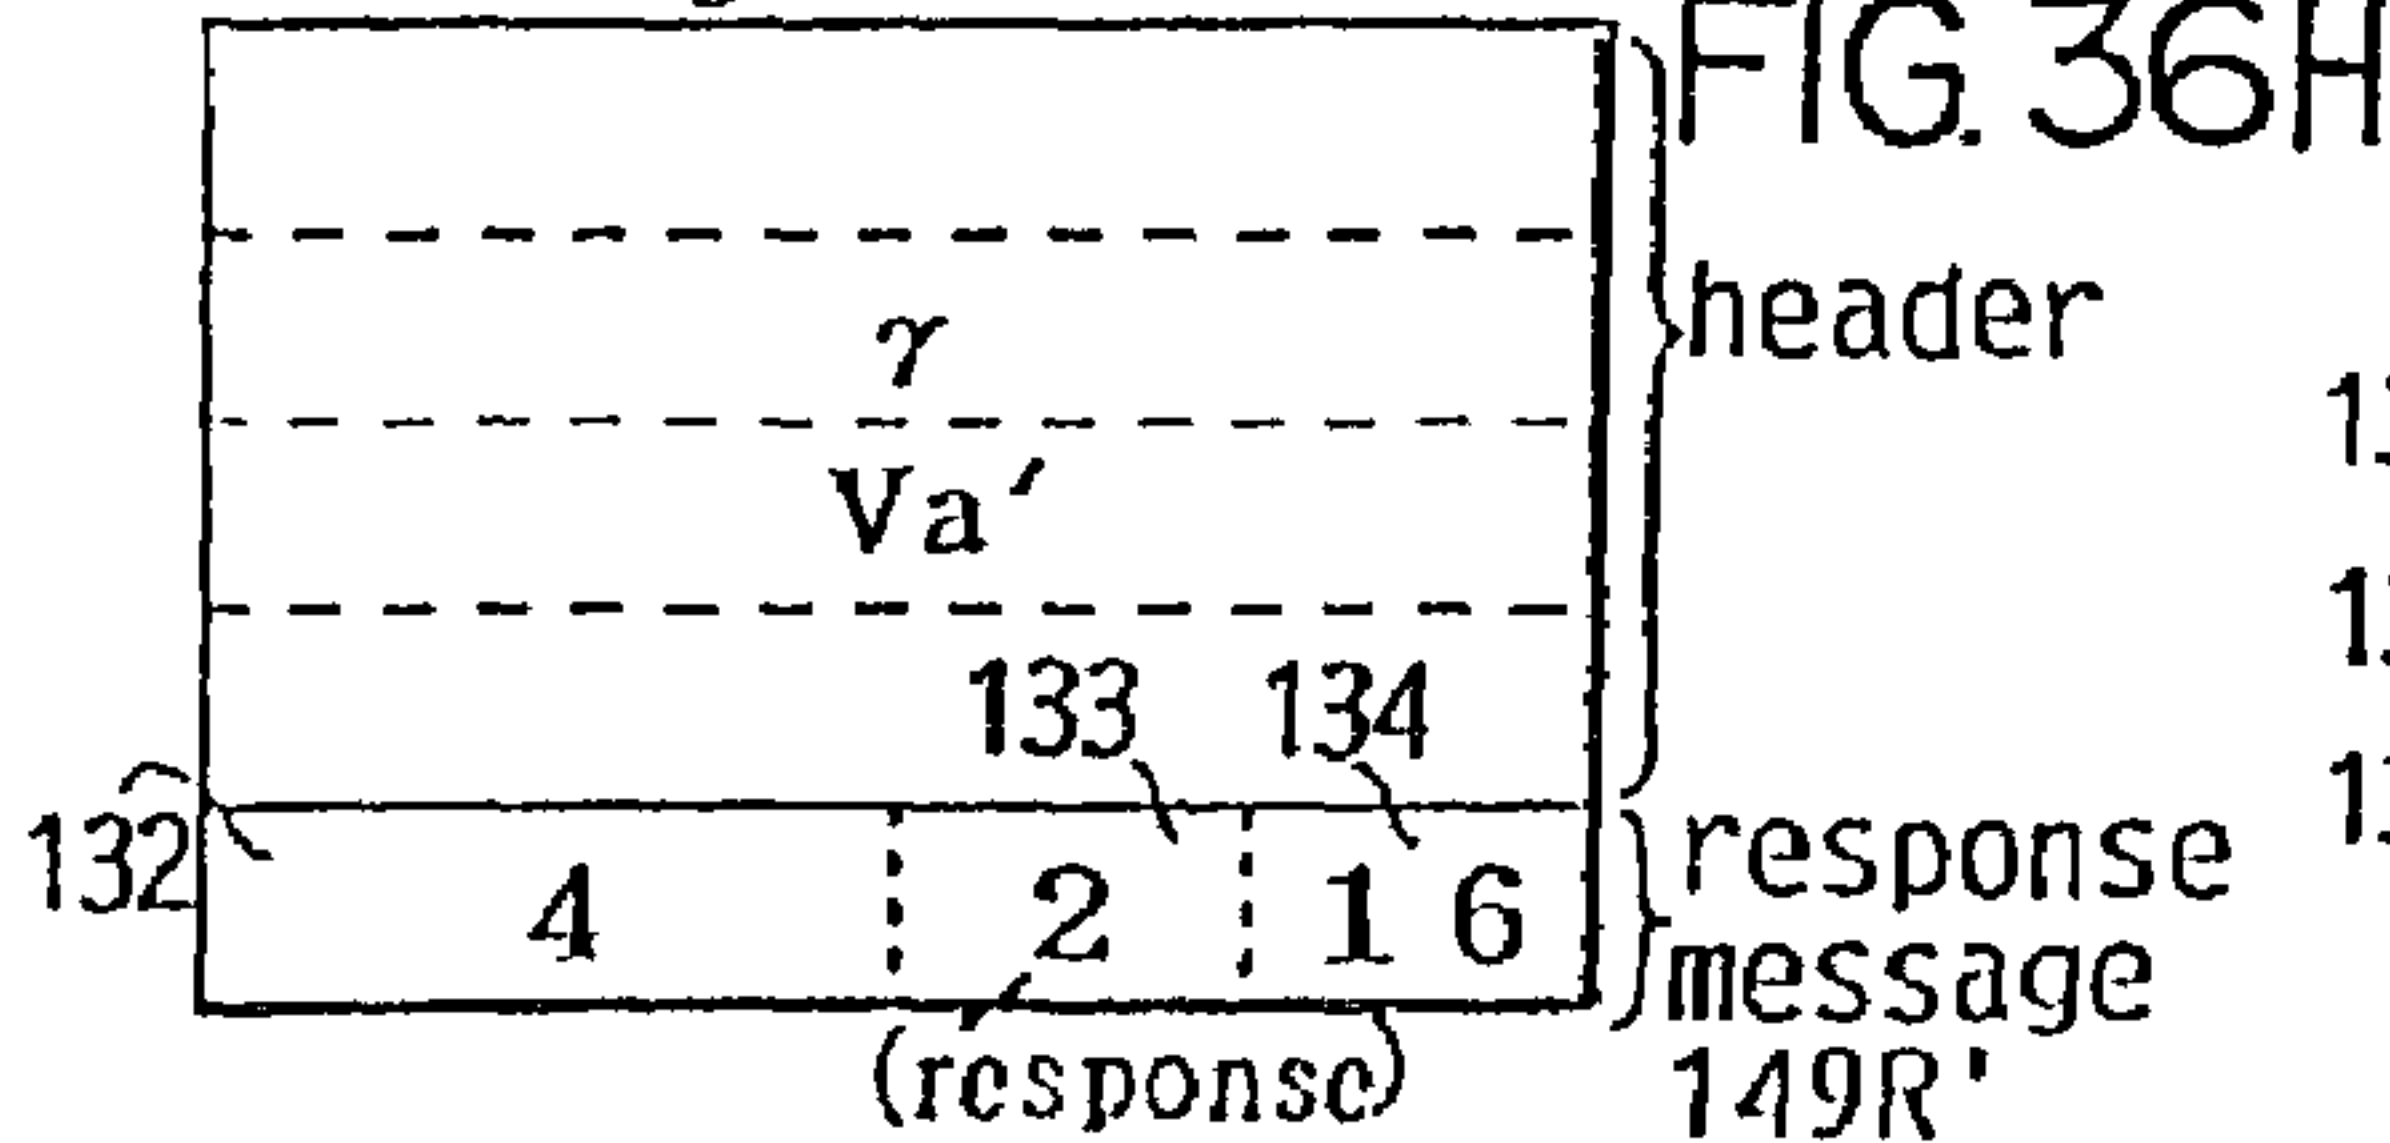 FIG. 36H
γ
header
Va′
133 134
132
4 2 16
response
message
149R'
(response)